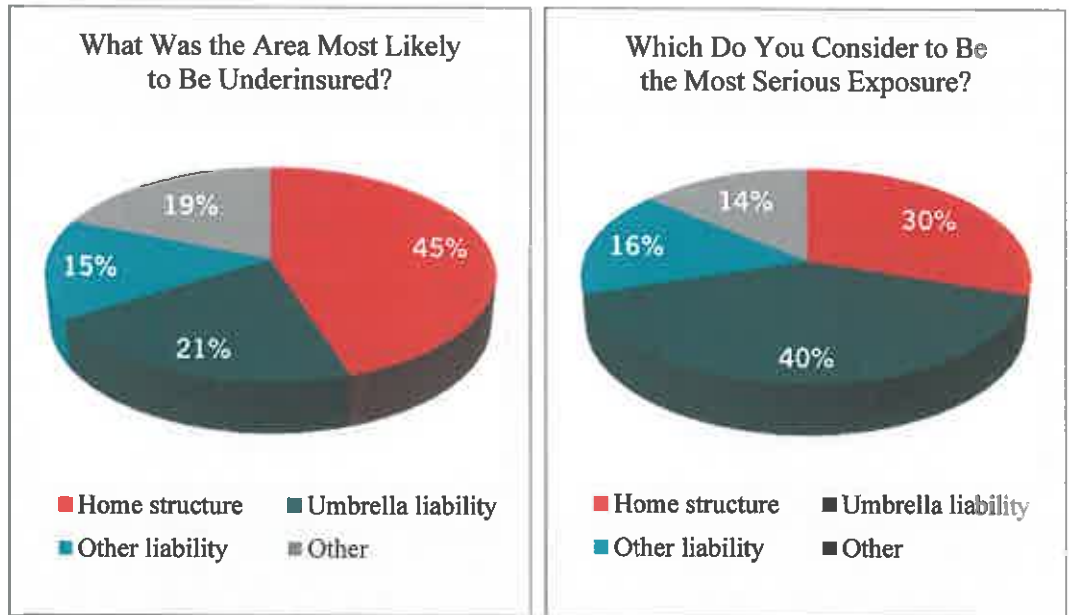 What Was the Area Most Likely
to Be Underinsured?
19%
45%
15%
21%
Home structure
Umbrella liability
Other liability
Other
Which Do You Consider to Be
the Most Serious Exposure?
14%
30%
16%
40%
Home structure
Umbrella liability
Other liability
Other